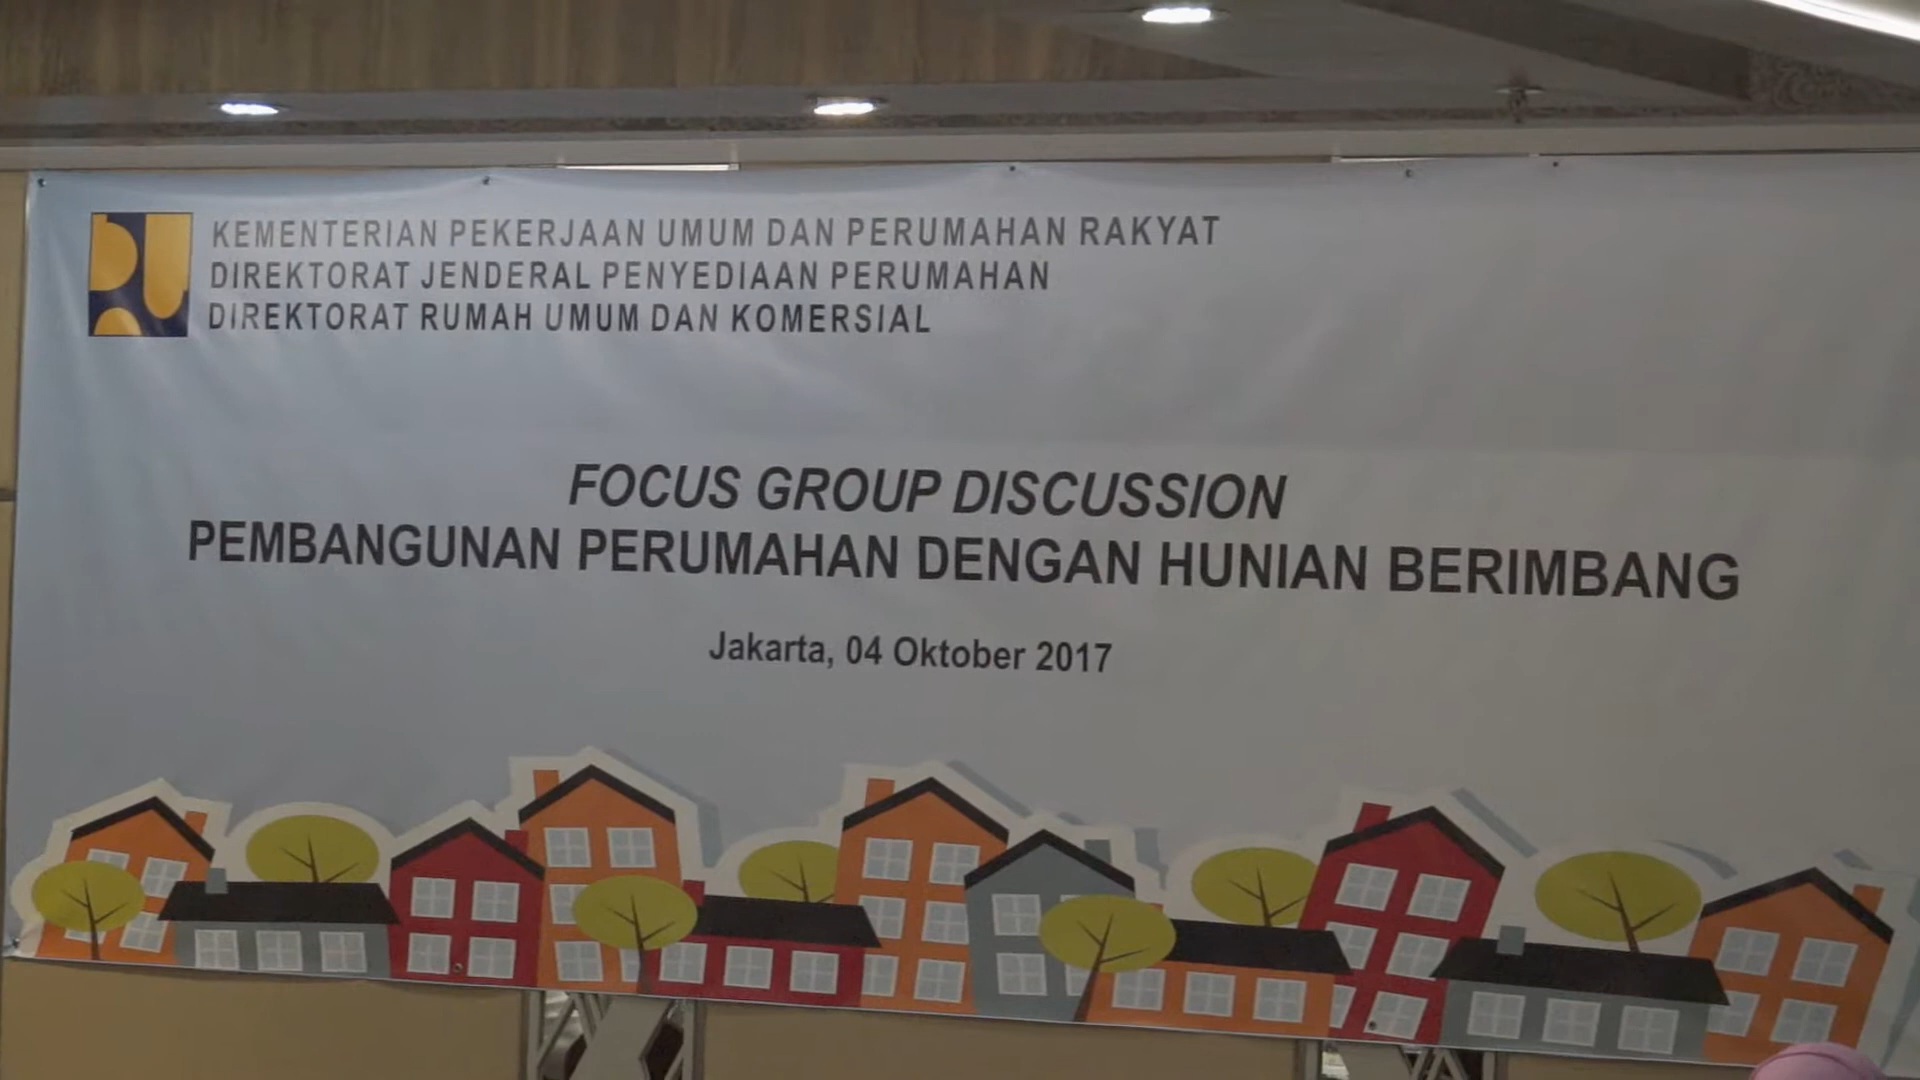 KEMENTERIAN PEKERJAAN UMUM DAN PERUMAHAN RAKYAT
DIREKTORAT JENDERAL PENYEDIAAN PERUMAHAN
DIREKTORAT RUMAH UMUM DAN KOMERSIAL
FOCUS GROUP DISCUSSION
PEMBANGUNAN PERUMAHAN DENGAN HUNIAN BERIMBANG
Jakarta, 04 Oktober 2017